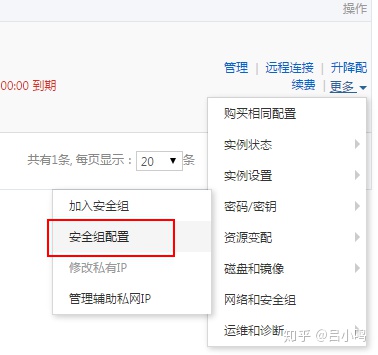 操作
管理 | 远程连接 | 升降配
00:00 到期
续费 | 更多
购买相同配置
共有1条, 每页显示: 20 条
实例状态
实例设置
密码/密钥
资源变配
磁盘和镜像
网络和安全组
运维和诊断
加入安全组
安全组配置
修改私有IP
管理辅助私网IP
知乎 @吕小鸣